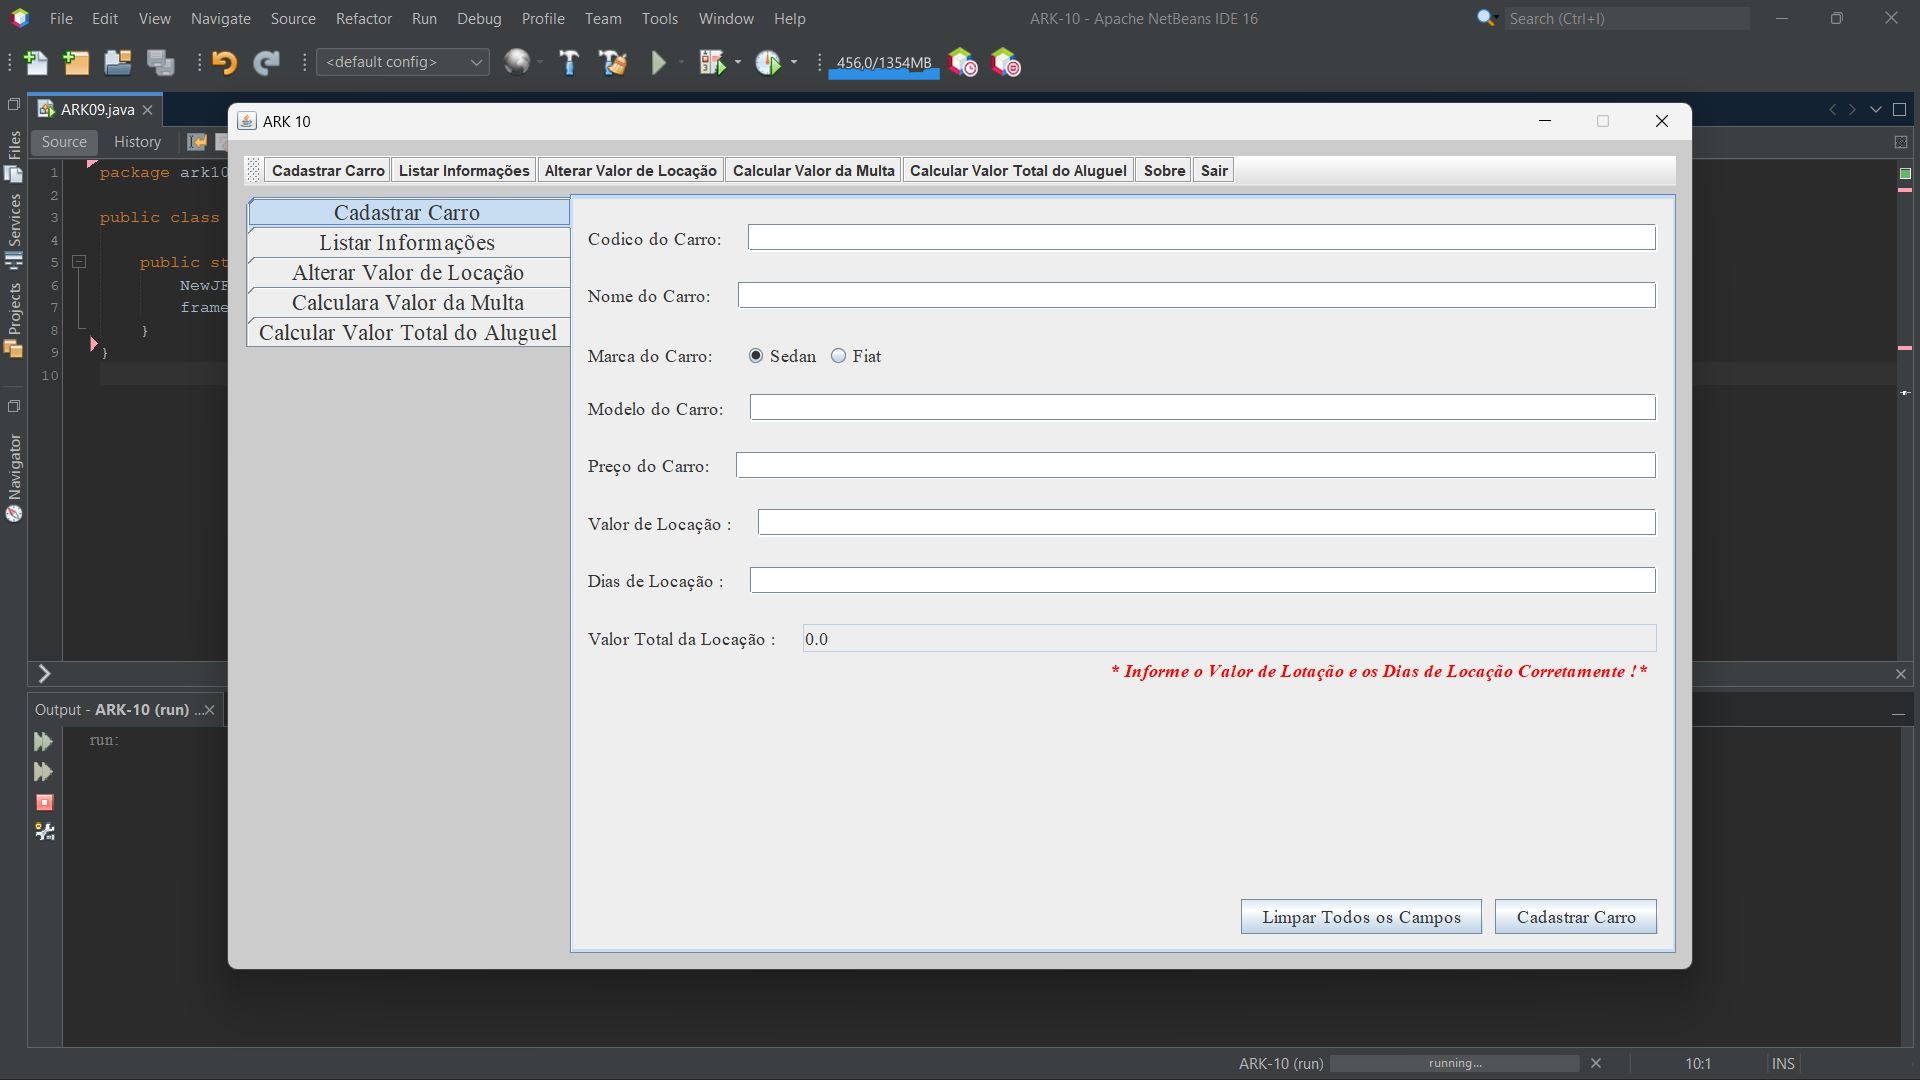 File Edit View Navigate Source Refactor Run Debug Profile Team Tools Window Help
ARK-10 - Apache NetBeans IDE 16
Search (Ctrl+I)
<default config>
456,0/1354MB
ARK09.java
Source History
Files
Services
Projects
Navigator
1 package ark10
2
3 public class
4
5 public st
6 NewJF
7 frame
8 }
9 }
10
ARK 10
Cadastrar Carro Listar Informações Alterar Valor de Locação Calcular Valor da Multa Calcular Valor Total do Aluguel Sobre Sair
Cadastrar Carro
Listar Informações
Alterar Valor de Locação
Calculara Valor da Multa
Calcular Valor Total do Aluguel
Codico do Carro:
Nome do Carro:
Marca do Carro: Sedan Fiat
Modelo do Carro:
Preço do Carro:
Valor de Locação :
Dias de Locação :
Valor Total da Locação : 0.0
* Informe o Valor de Lotação e os Dias de Locação Corretamente ! *
Limpar Todos os Campos Cadastrar Carro
Output - ARK-10 (run) ...
run:
ARK-10 (run) running... 10:1 INS